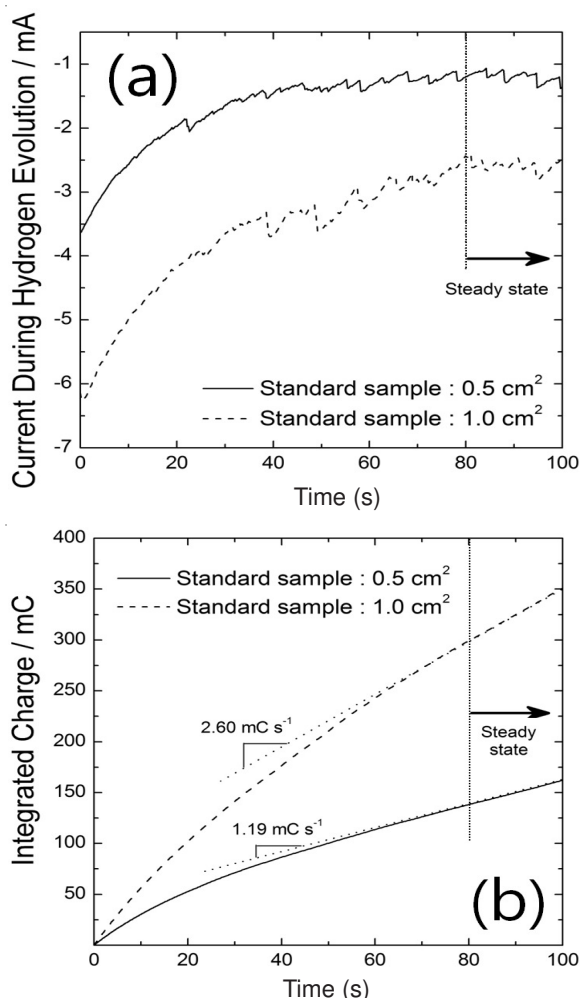 (a)
Current During Hydrogen Evolution / mA
-1
-2
-3
-4
-5
-6
-7
Steady state
Standard sample : 0.5 cm²
Standard sample : 1.0 cm²
0
20
40
60
80
100
Time (s)
400
350
300
250
200
150
100
50
0
Integrated Charge / mC
Standard sample : 0.5 cm²
Standard sample : 1.0 cm²
2.60 mC s⁻¹
Steady
state
1.19 mC s⁻¹
(b)
0
20
40
60
80
100
Time (s)